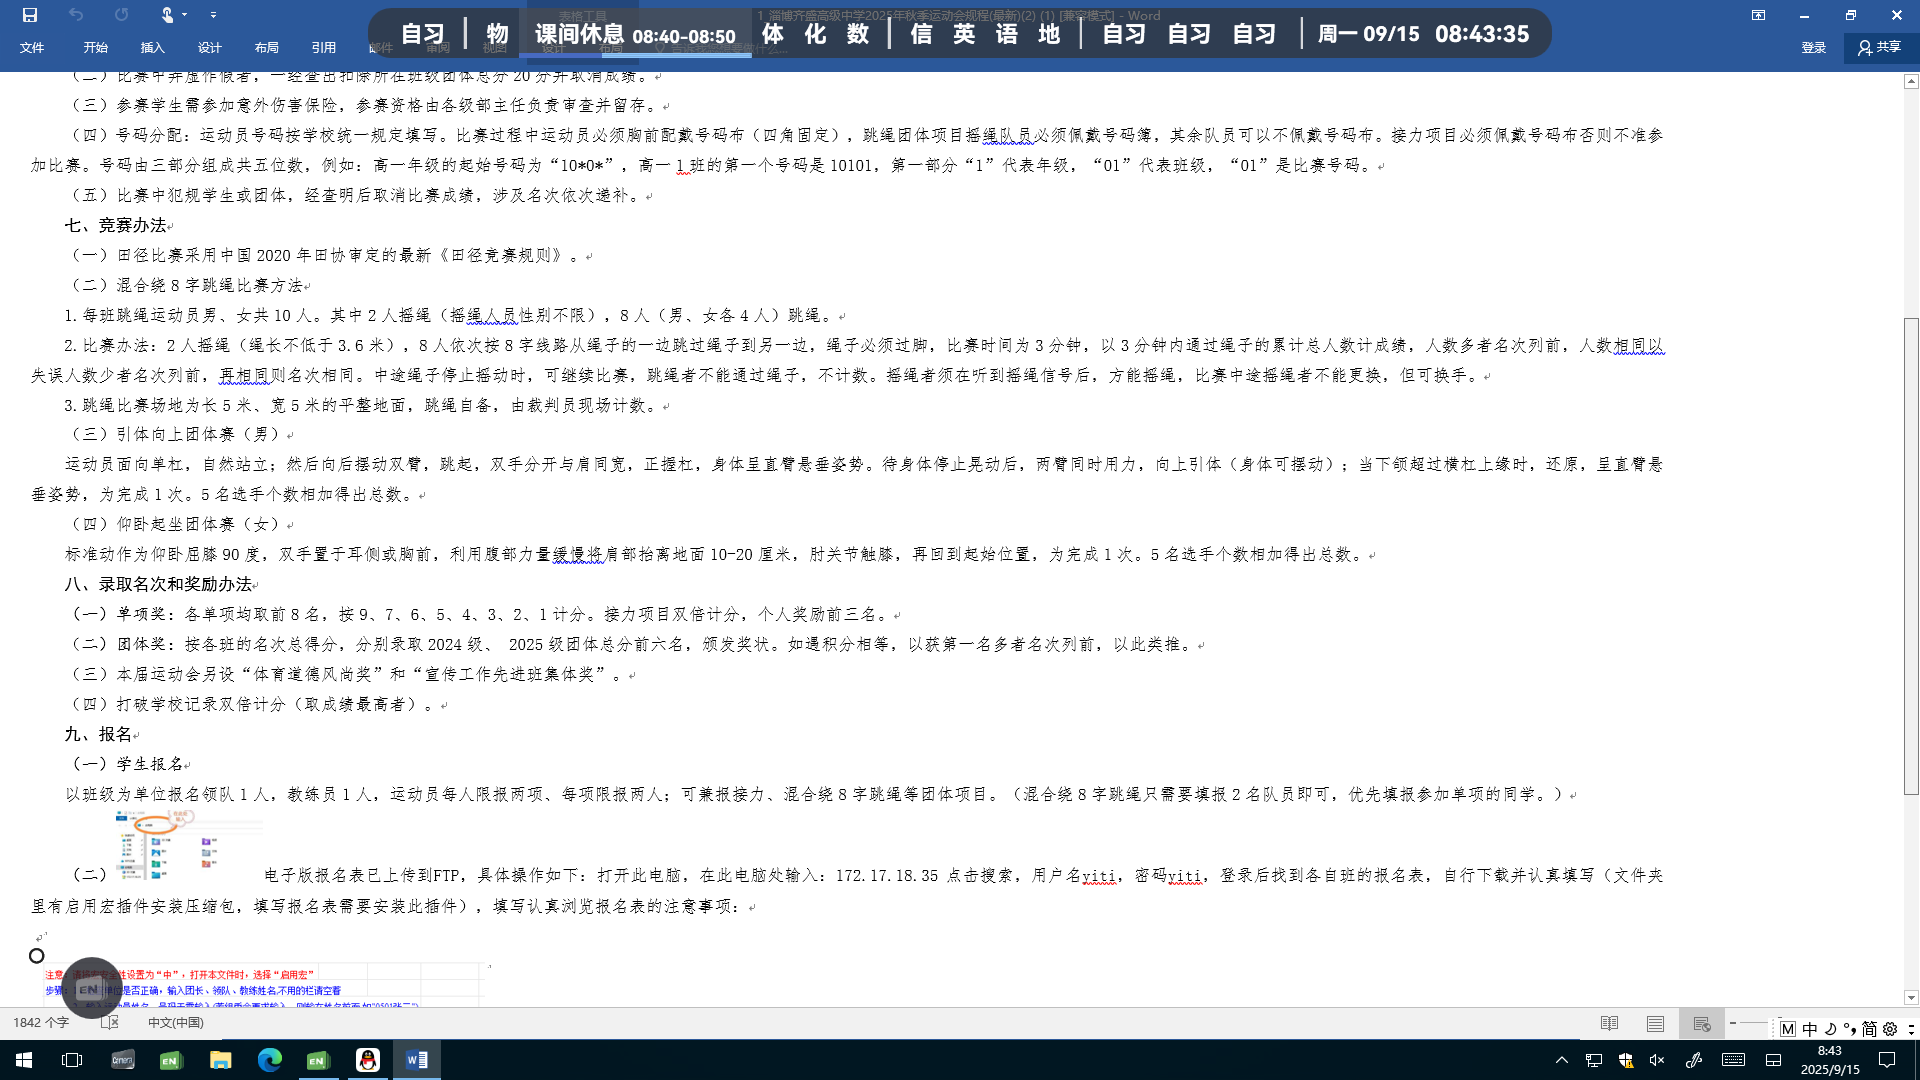 表格工具
1 淄博齐盛高级中学2025年秋季运动会规程(最新)(2) (1) [兼容模式] - Word
自习 | 物 课间休息 08:40-08:50 体 化 数 | 信 英 语 地 | 自习 自习 自习 | 周一 09/15 08:43:35
文件 开始 插入 设计 布局 引用 邮件 审阅 视图 设计 布局 登录 共享
（二）比赛中弄虚作假者，一经查出扣除所在班级团体总分 20 分并取消成绩。
（三）参赛学生需参加意外伤害保险，参赛资格由各级部主任负责审查并留存。
（四）号码分配：运动员号码按学校统一规定填写。比赛过程中运动员必须胸前配戴号码布（四角固定），跳绳团体项目摇绳队员必须佩戴号码簿，其余队员可以不佩戴号码布。接力项目必须佩戴号码布否则不准参
加比赛。号码由三部分组成共五位数，例如：高一年级的起始号码为“10*0*”，高一 1 班的第一个号码是 10101，第一部分“1”代表年级，“01”代表班级，“01”是比赛号码。
（五）比赛中犯规学生或团体，经查明后取消比赛成绩，涉及名次依次递补。
七、竞赛办法
（一）田径比赛采用中国 2020 年田协审定的最新《田径竞赛规则》。
（二）混合绕 8 字跳绳比赛方法
1. 每班跳绳运动员男、女共 10 人。其中 2 人摇绳（摇绳人员性别不限），8 人（男、女各 4 人）跳绳。
2. 比赛办法：2 人摇绳（绳长不低于 3.6 米），8 人依次按 8 字线路从绳子的一边跳过绳子到另一边，绳子必须过脚，比赛时间为 3 分钟，以 3 分钟内通过绳子的累计总人数计成绩，人数多者名次列前，人数相同以
失误人数少者名次列前，再相同则名次相同。中途绳子停止摇动时，可继续比赛，跳绳者不能通过绳子，不计数。摇绳者须在听到摇绳信号后，方能摇绳，比赛中途摇绳者不能更换，但可换手。
3. 跳绳比赛场地为长 5 米、宽 5 米的平整地面，跳绳自备，由裁判员现场计数。
（三）引体向上团体赛（男）
运动员面向单杠，自然站立；然后向后摆动双臂，跳起，双手分开与肩同宽，正握杠，身体呈直臂悬垂姿势。待身体停止晃动后，两臂同时用力，向上引体（身体可摆动）；当下颌超过横杠上缘时，还原，呈直臂悬
垂姿势，为完成 1 次。5 名选手个数相加得出总数。
（四）仰卧起坐团体赛（女）
标准动作为仰卧屈膝 90 度，双手置于耳侧或胸前，利用腹部力量缓慢将肩部抬离地面 10-20 厘米，肘关节触膝，再回到起始位置，为完成 1 次。5 名选手个数相加得出总数。
八、录取名次和奖励办法
（一）单项奖：各单项均取前 8 名，按 9、7、6、5、4、3、2、1 计分。接力项目双倍计分，个人奖励前三名。
（二）团体奖：按各班的名次总得分，分别录取 2024 级、 2025 级团体总分前六名，颁发奖状。如遇积分相等，以获第一名多者名次列前，以此类推。
（三）本届运动会另设“体育道德风尚奖”和“宣传工作先进班集体奖”。
（四）打破学校记录双倍计分（取成绩最高者）。
九、报名
（一）学生报名
以班级为单位报名领队 1 人，教练员 1 人，运动员每人限报两项、每项限报两人；可兼报接力、混合绕 8 字跳绳等团体项目。（混合绕 8 字跳绳只需要填报 2 名队员即可，优先填报参加单项的同学。）
（二） 电子版报名表已上传到FTP，具体操作如下：打开此电脑，在此电脑处输入：172.17.18.35 点击搜索，用户名yiti，密码yiti，登录后找到各自班的报名表，自行下载并认真填写（文件夹
里有启用宏插件安装压缩包，填写报名表需要安装此插件），填写认真浏览报名表的注意事项：
设置为“中”，打开本文件时，选择“启用宏”
单位是否正确，输入团长、领队、教练姓名,不用的栏请空着
EN
1842 个字 中文(中国)
M 中 简
Camera EN EN
8:43
2025/9/15